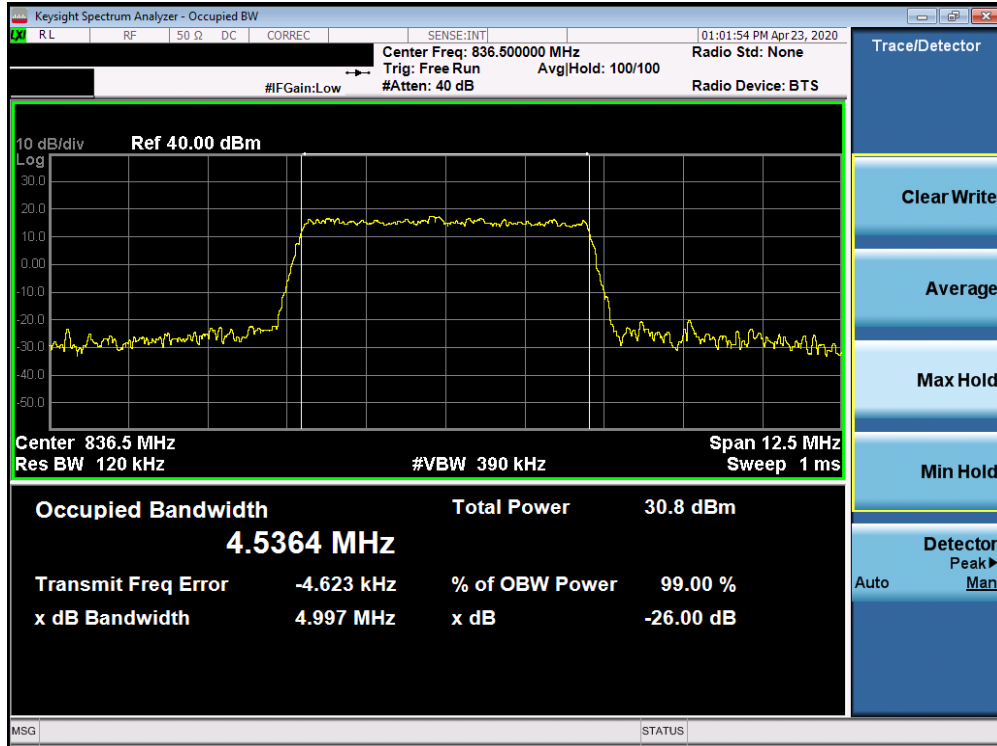 Keysight Spectrum Analyzer - Occupied BW
LXI RL RF 50 Ω DC CORREC SENSE:INT 01:01:54 PM Apr 23, 2020
Center Freq: 836.500000 MHz Radio Std: None
Trig: Free Run Avg|Hold: 100/100
#IFGain:Low #Atten: 40 dB Radio Device: BTS
Trace/Detector
10 dB/div Ref 40.00 dBm
Log
30.0
20.0
10.0
0.00
-10.0
-20.0
-30.0
-40.0
-50.0
Center 836.5 MHz Span 12.5 MHz
Res BW 120 kHz #VBW 390 kHz Sweep 1 ms
Occupied Bandwidth Total Power 30.8 dBm
4.5364 MHz
Transmit Freq Error -4.623 kHz % of OBW Power 99.00 %
x dB Bandwidth 4.997 MHz x dB -26.00 dB
Clear Write
Average
Max Hold
Min Hold
Detector
Peak▶
Auto Man
MSG STATUS